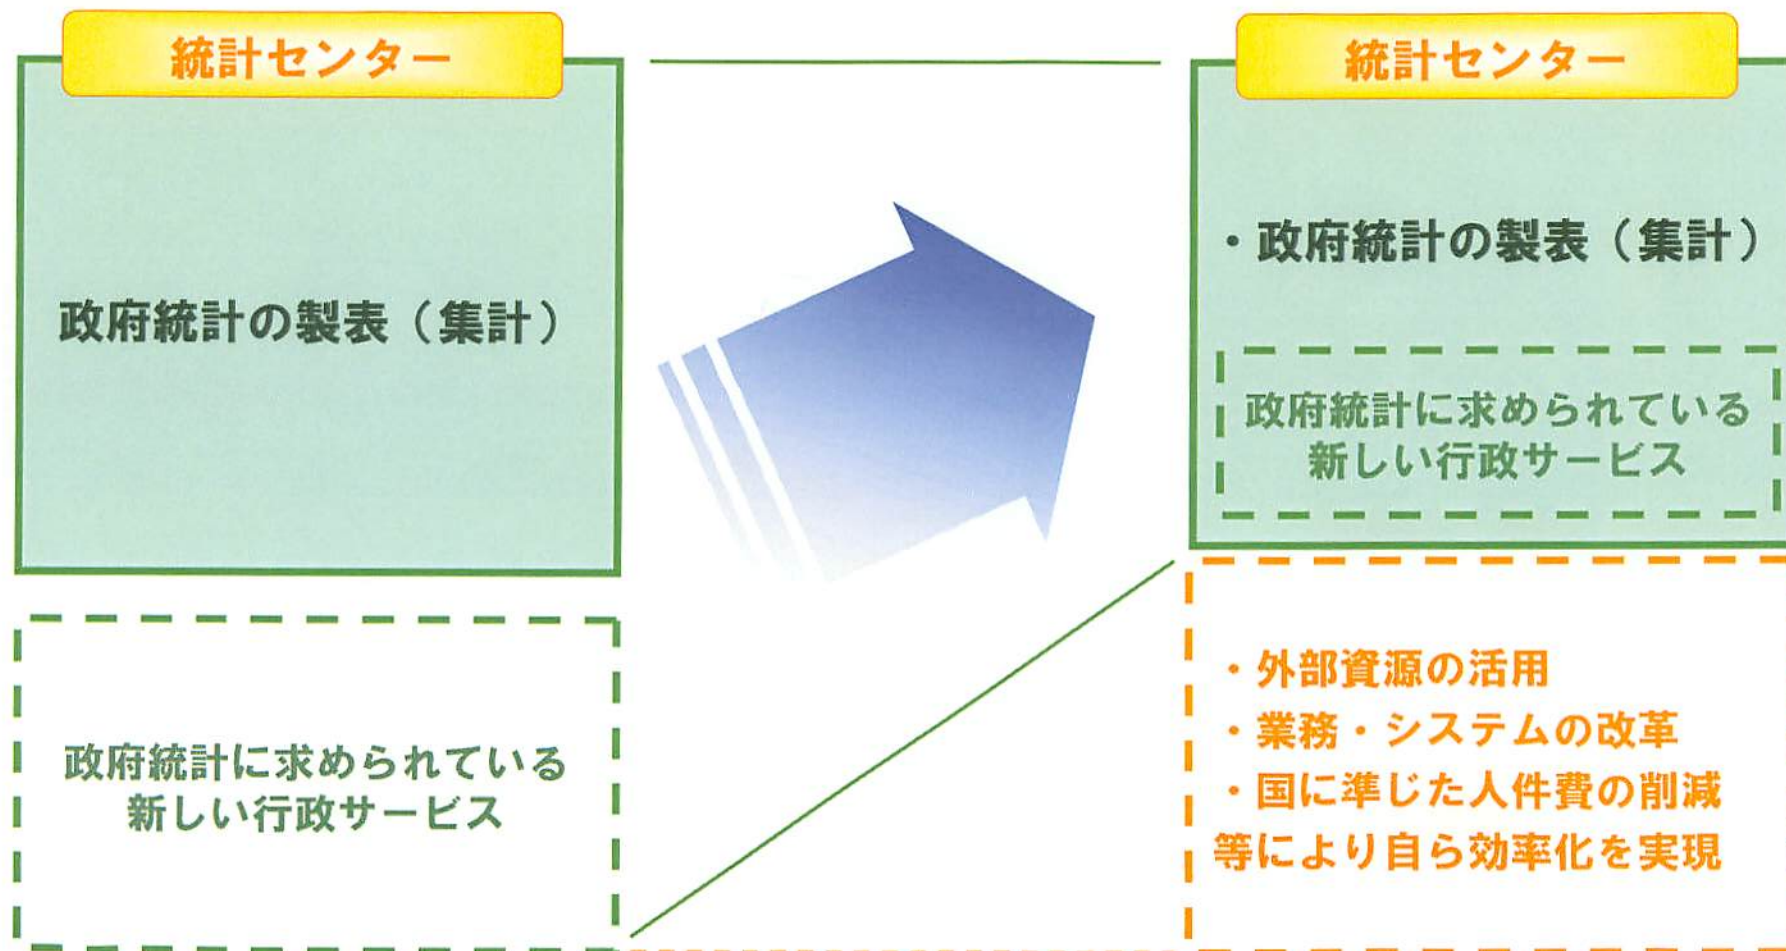 統計センター
政府統計の製表（集計）
政府統計に求められている
新しい行政サービス
統計センター
・政府統計の製表（集計）
政府統計に求められている
新しい行政サービス
・外部資源の活用
・業務・システムの改革
・国に準じた人件費の削減
等により自ら効率化を実現